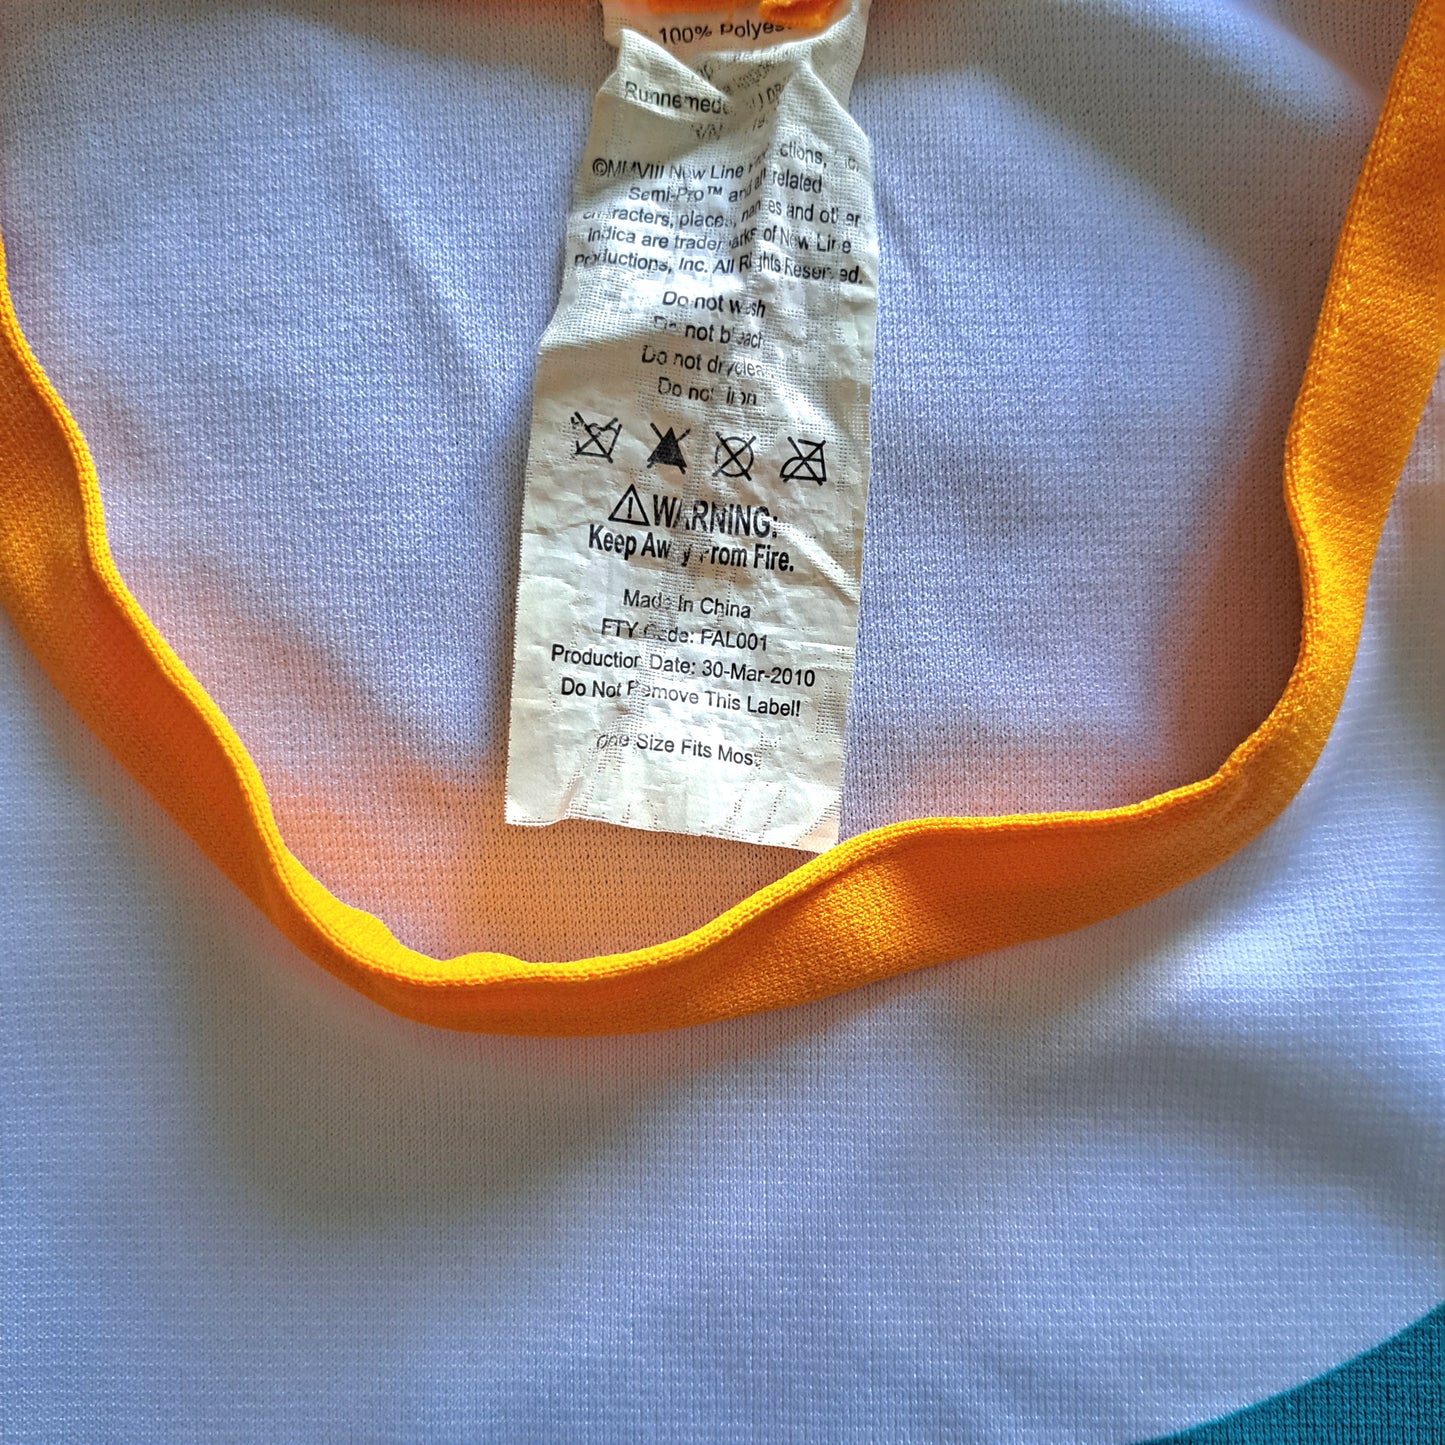 100% Polyes
Runnemede
©MMVIII New Line
Semi-Pro™ and all related
characters, places, names and other
indica are trademarks of New Line
Productions, Inc. All Rights Reserved.
Do not wash
Do not bleach
Do not dryclean
Do not iron
WARNING:
Keep Away From Fire.
Made In China
FTY Code: PAL001
Production Date: 30-Mar-2010
Do Not Remove This Label!
One Size Fits Most